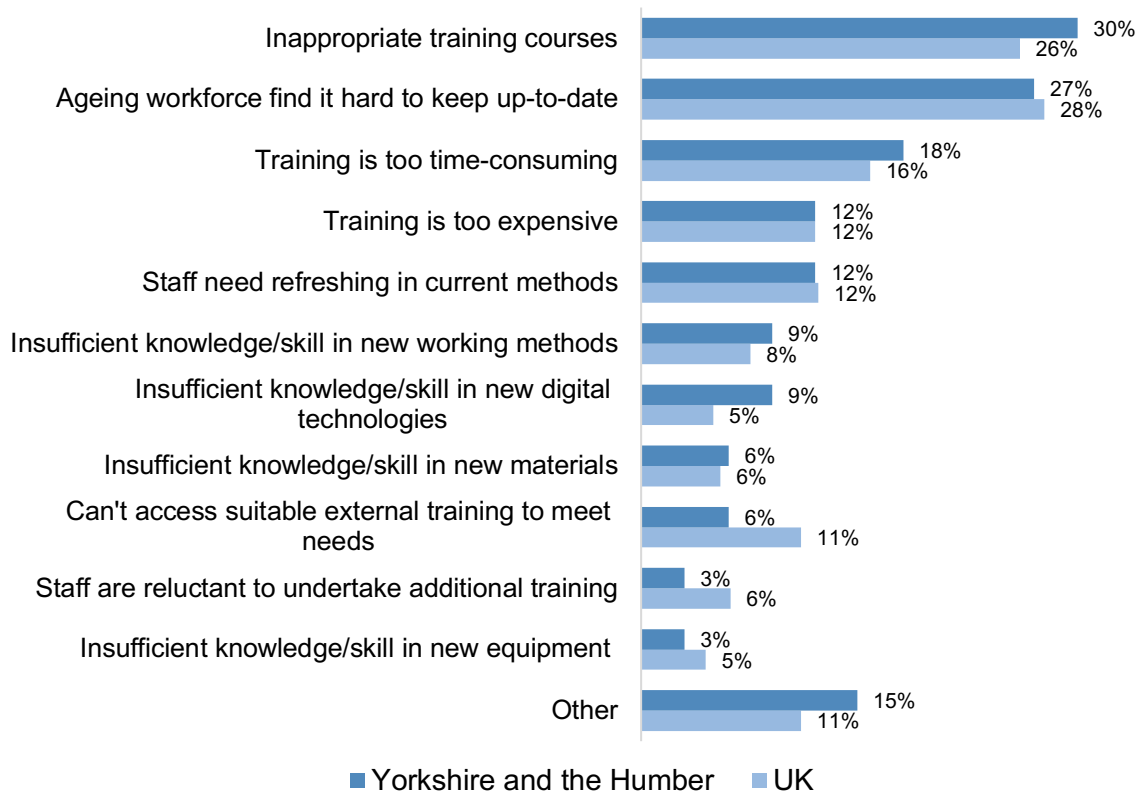 Inappropriate training courses
30%
26%
Ageing workforce find it hard to keep up-to-date
27%
28%
Training is too time-consuming
18%
16%
Training is too expensive
12%
12%
Staff need refreshing in current methods
12%
12%
Insufficient knowledge/skill in new working methods
9%
8%
Insufficient knowledge/skill in new digital
technologies
9%
5%
Insufficient knowledge/skill in new materials
6%
6%
Can't access suitable external training to meet
needs
6%
11%
Staff are reluctant to undertake additional training
3%
6%
Insufficient knowledge/skill in new equipment
3%
5%
Other
15%
11%
Yorkshire and the Humber
UK